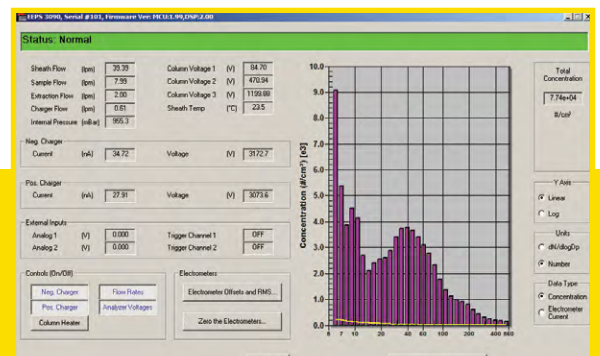 EEPS 3090, Serial #101, Firmware Ver: MCU:1.99,DSP:2.00
Status: Normal
Sheath Flow (lpm) 39.39
Sample Flow (lpm) 7.99
Extraction Flow (lpm) 2.00
Charger Flow (lpm) 0.61
Internal Pressure (mBar) 965.3
Column Voltage 1 (V) 84.70
Column Voltage 2 (V) 470.94
Column Voltage 3 (V) 1199.88
Sheath Temp (°C) 23.5
Neg. Charger
Current (nA) 34.72 Voltage (V) 3172.7
Pos. Charger
Current (nA) 27.91 Voltage (V) 3073.6
External Inputs
Analog 1 (V) 0.000 Trigger Channel 1 OFF
Analog 2 (V) 0.000 Trigger Channel 2 OFF
Controls (On/Off)
Neg. Charger Flow Rates
Pos. Charger Analyzer Voltages
Column Heater
Electrometers
Electrometer Offsets and RMS...
Zero the Electrometers...
Concentration (#/cm³) [e3]
10.0
9.0
8.0
7.0
6.0
5.0
4.0
3.0
2.0
1.0
0.0
6 7 10 20 40 60 80 100 200 400
Total
Concentration
7.74e+04
#/cm³
Y Axis
Linear
Log
Units
dN/dlogDp
Number
Data Type
Concentration
Electrometer
Current